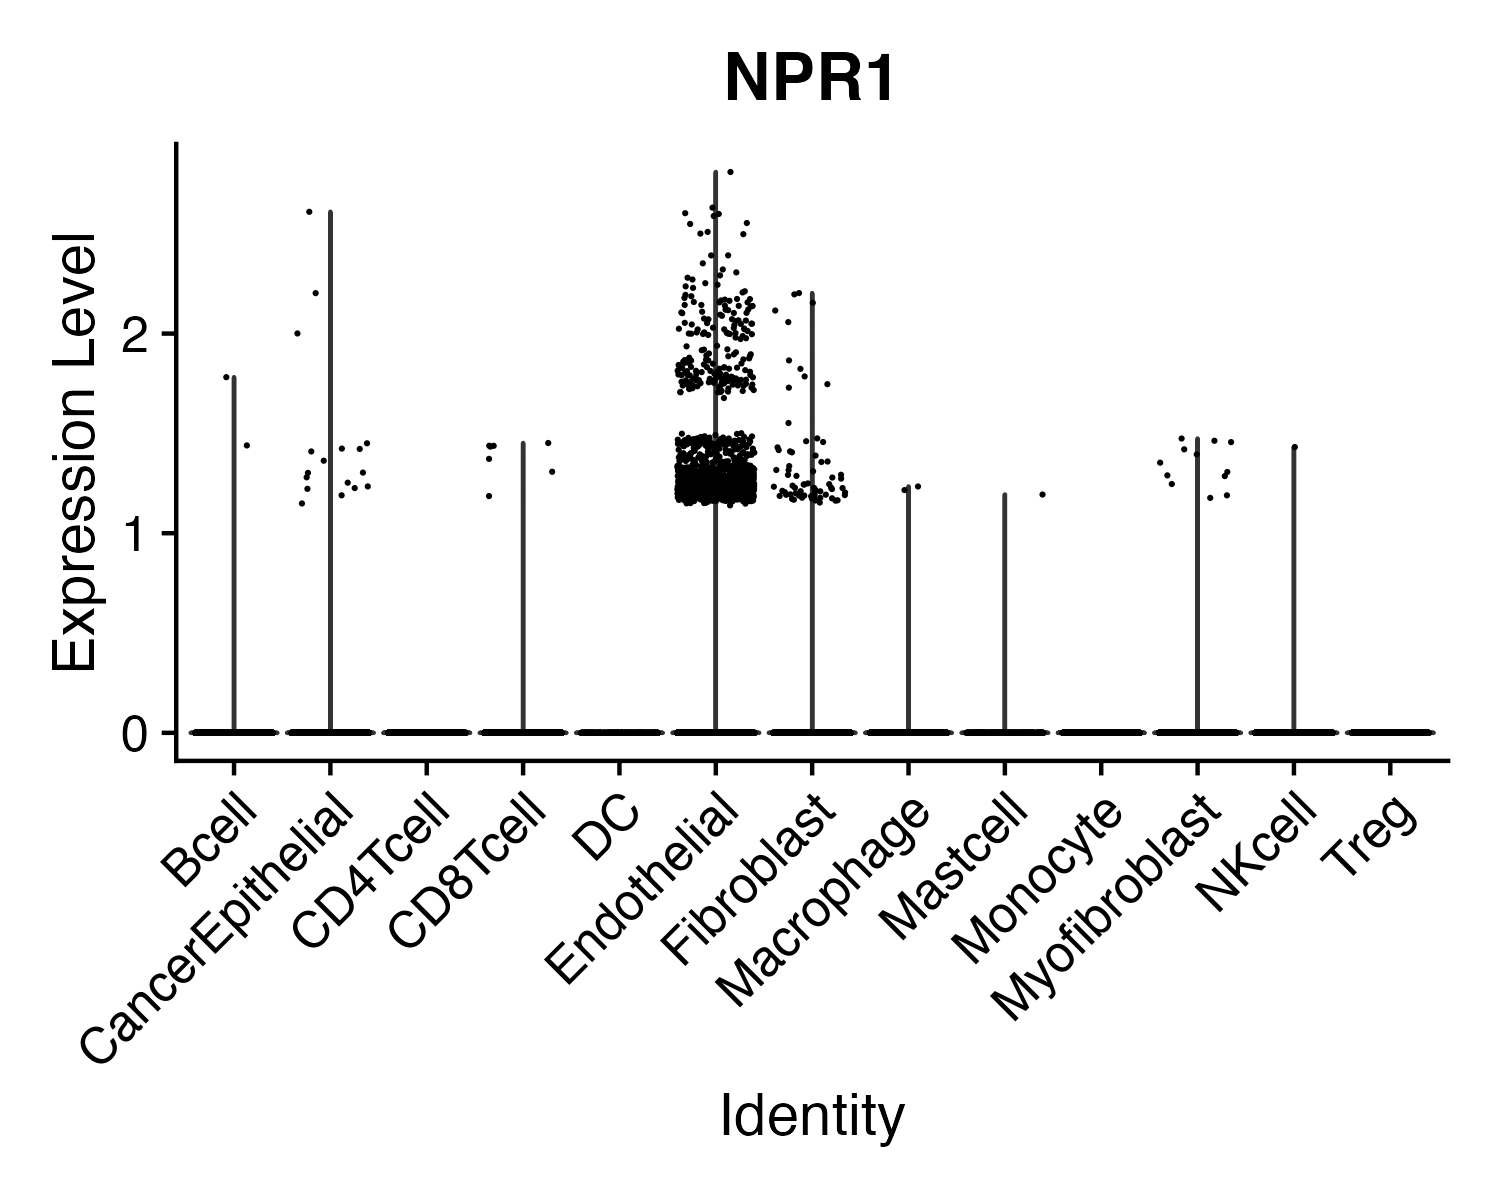 NPR1
Expression Level
2
1
0
Bcell
CancerEpithelial
CD4Tcell
CD8Tcell
DC
Endothelial
Fibroblast
Macrophage
Mastcell
Monocyte
Myofibroblast
NKcell
Treg
Identity